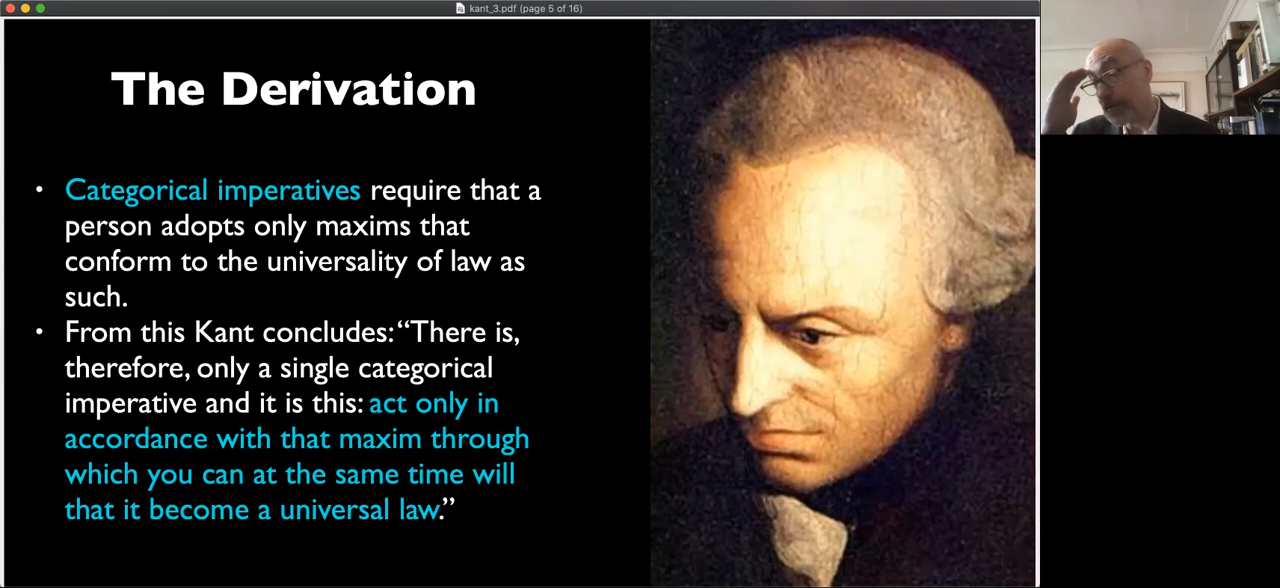 kant_3.pdf (page 5 of 16)
The Derivation
• Categorical imperatives require that a
person adopts only maxims that
conform to the universality of law as
such.
• From this Kant concludes: “There is,
therefore, only a single categorical
imperative and it is this: act only in
accordance with that maxim through
which you can at the same time will
that it become a universal law.”